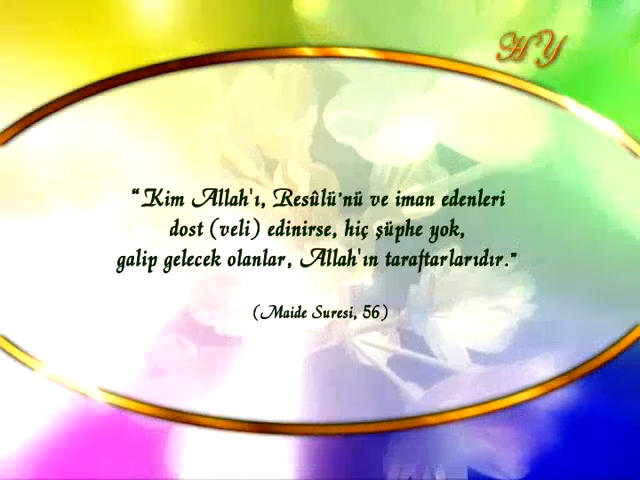 HY
“Kim Allah'ı, Resûlü'nü ve iman edenleri
dost (veli) edinirse, hiç şüphe yok,
galip gelecek olanlar, Allah'ın taraftarlarıdır.”
(Maide Suresi, 56)